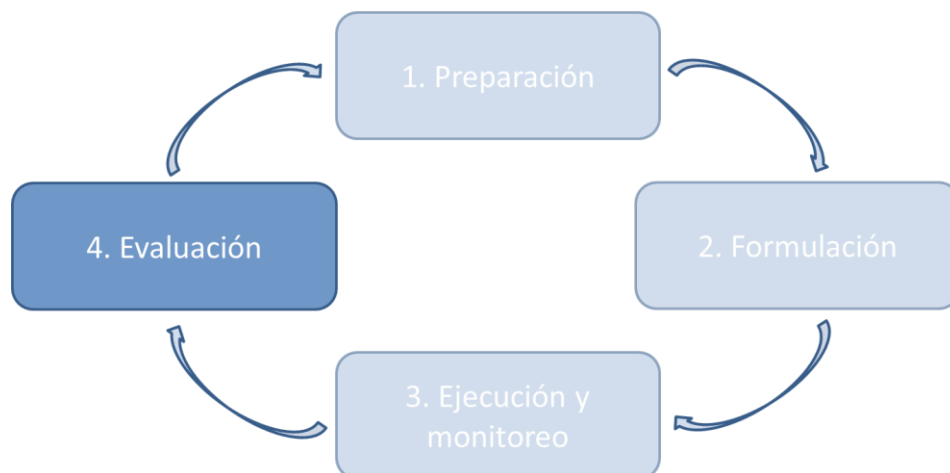 1. Preparación
4. Evaluación
2. Formulación
3. Ejecución y
monitoreo